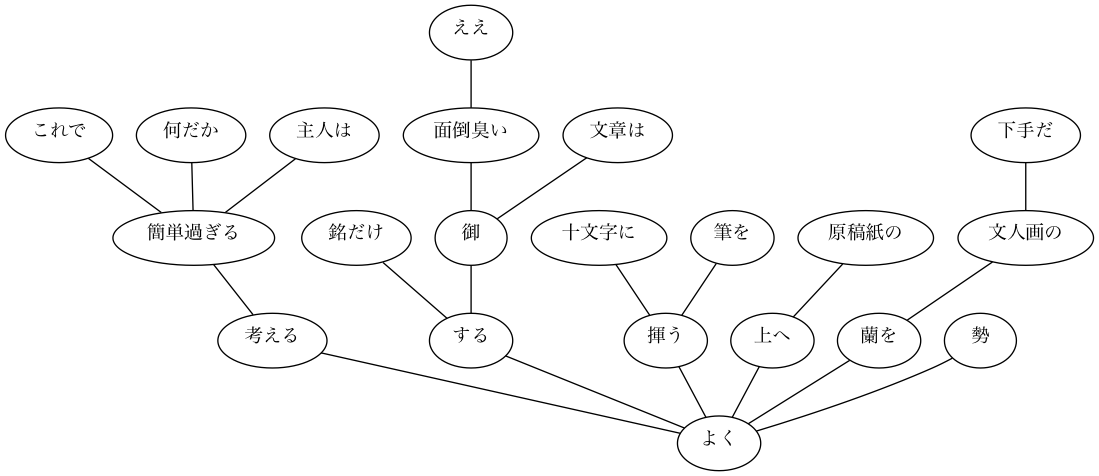 ええ
これで
何だか
主人は
面倒臭い
文章は
下手だ
簡単過ぎる
銘だけ
御
十文字に
筆を
原稿紙の
文人画の
考える
する
揮う
上へ
蘭を
勢
よく